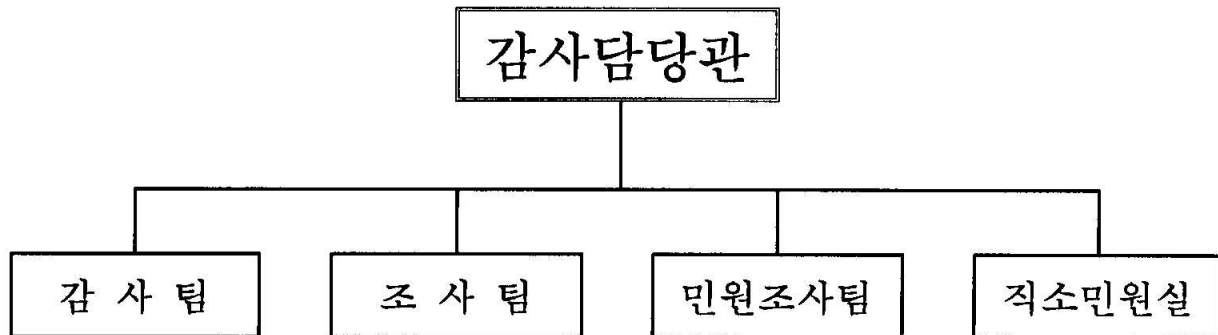 감사담당관
감 사 팀
조 사 팀
민원조사팀
직소민원실